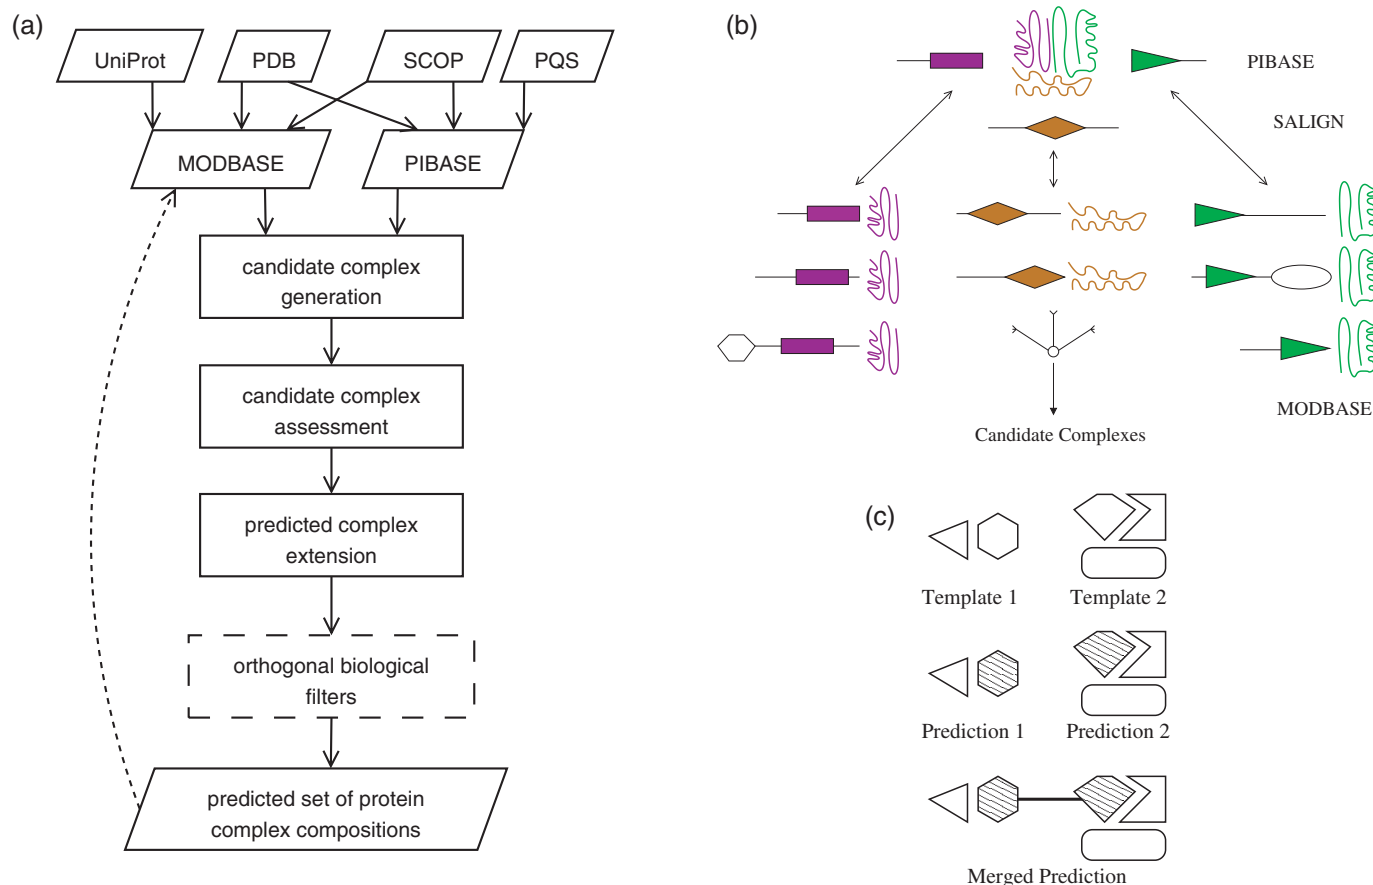 (a)
UniProt
PDB
SCOP
PQS
MODBASE
PIBASE
candidate complex
generation
candidate complex
assessment
predicted complex
extension
orthogonal biological
filters
predicted set of protein
complex compositions
(b)
PIBASE
SALIGN
MODBASE
Candidate Complexes
(c)
Template 1
Template 2
Prediction 1
Prediction 2
Merged Prediction